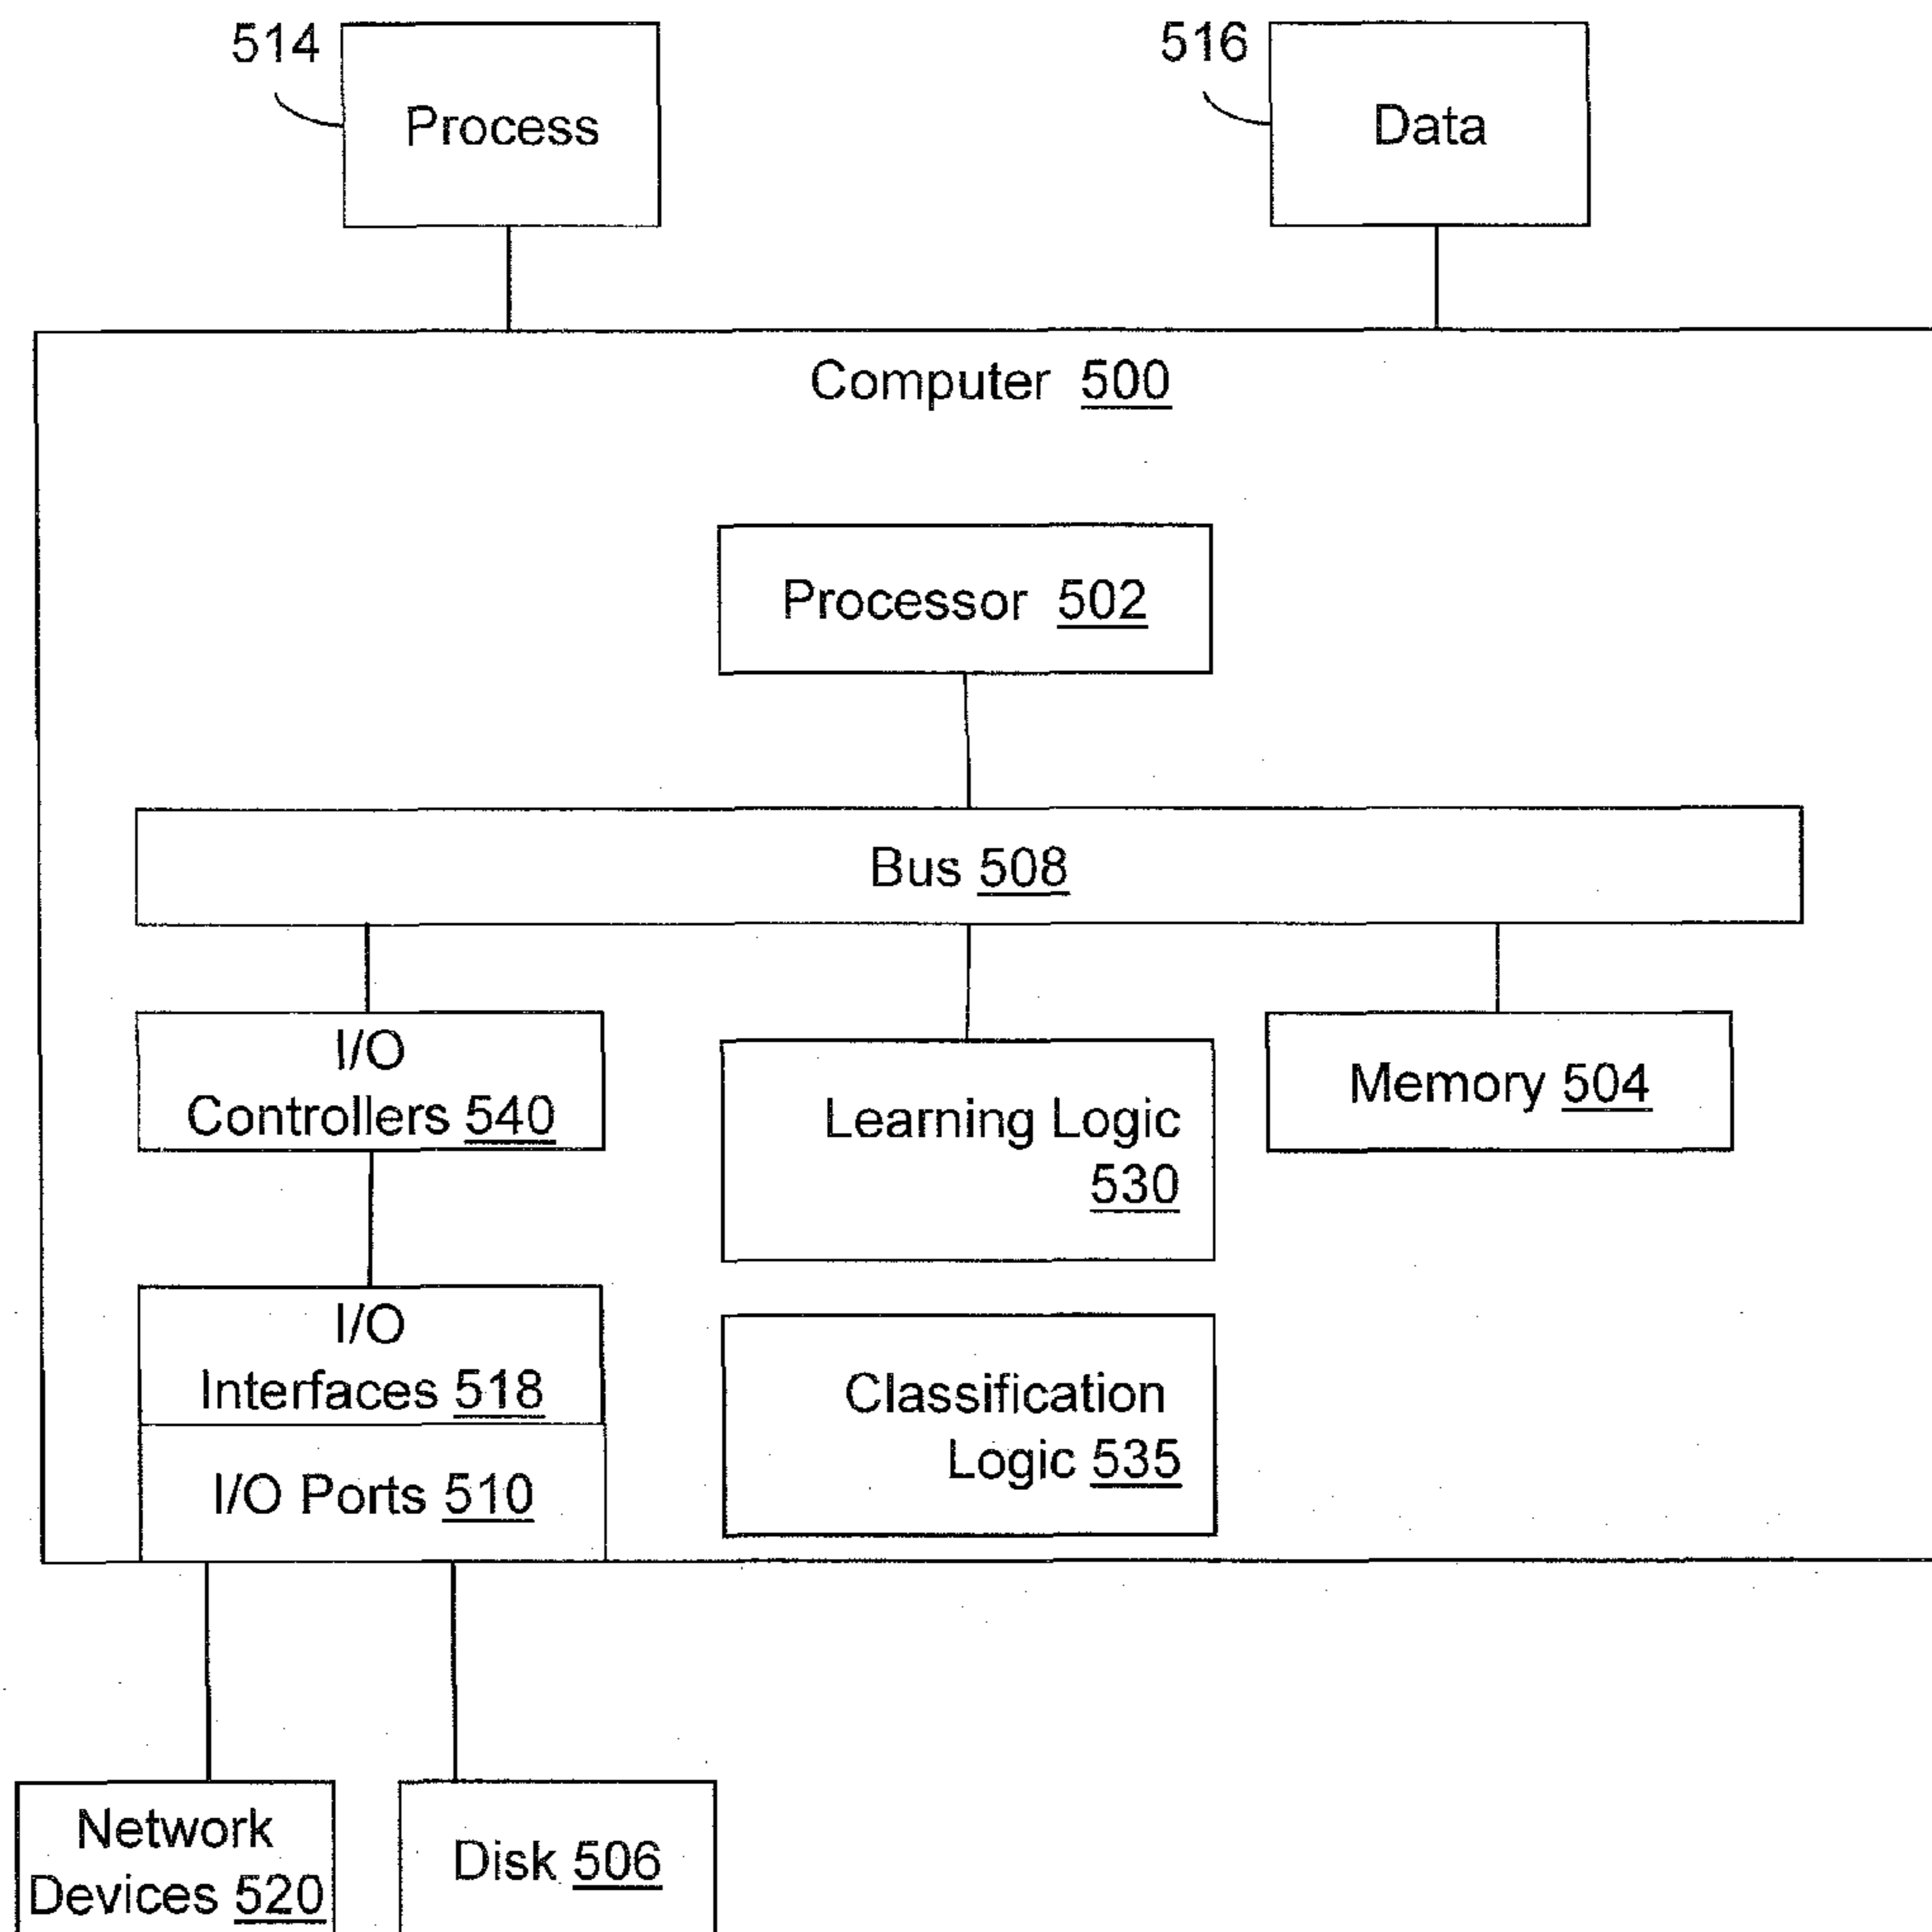 514
Process
516
Data
Computer 500
Processor 502
Bus 508
I/O
Controllers 540
Learning Logic
530
Memory 504
I/O
Interfaces 518
I/O Ports 510
Classification
Logic 535
Network
Devices 520
Disk 506